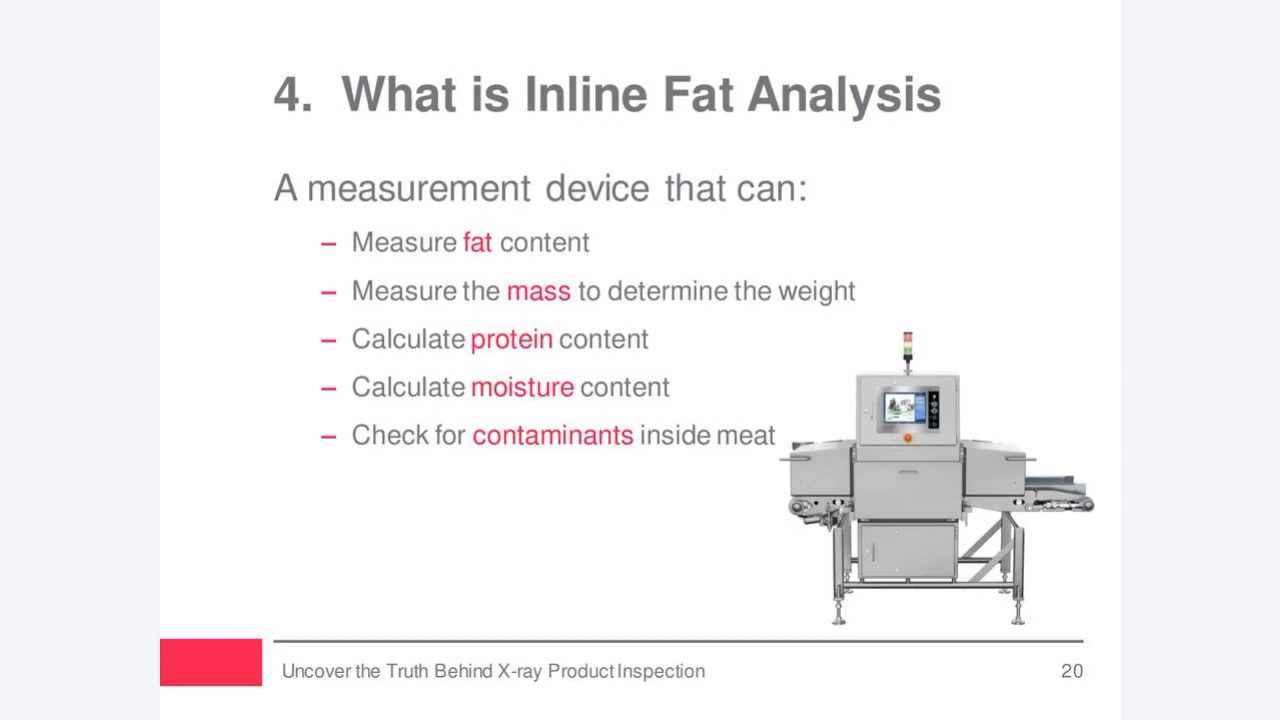 4. What is Inline Fat Analysis
A measurement device that can:
– Measure fat content
– Measure the mass to determine the weight
– Calculate protein content
– Calculate moisture content
– Check for contaminants inside meat
Uncover the Truth Behind X-ray Product Inspection
20